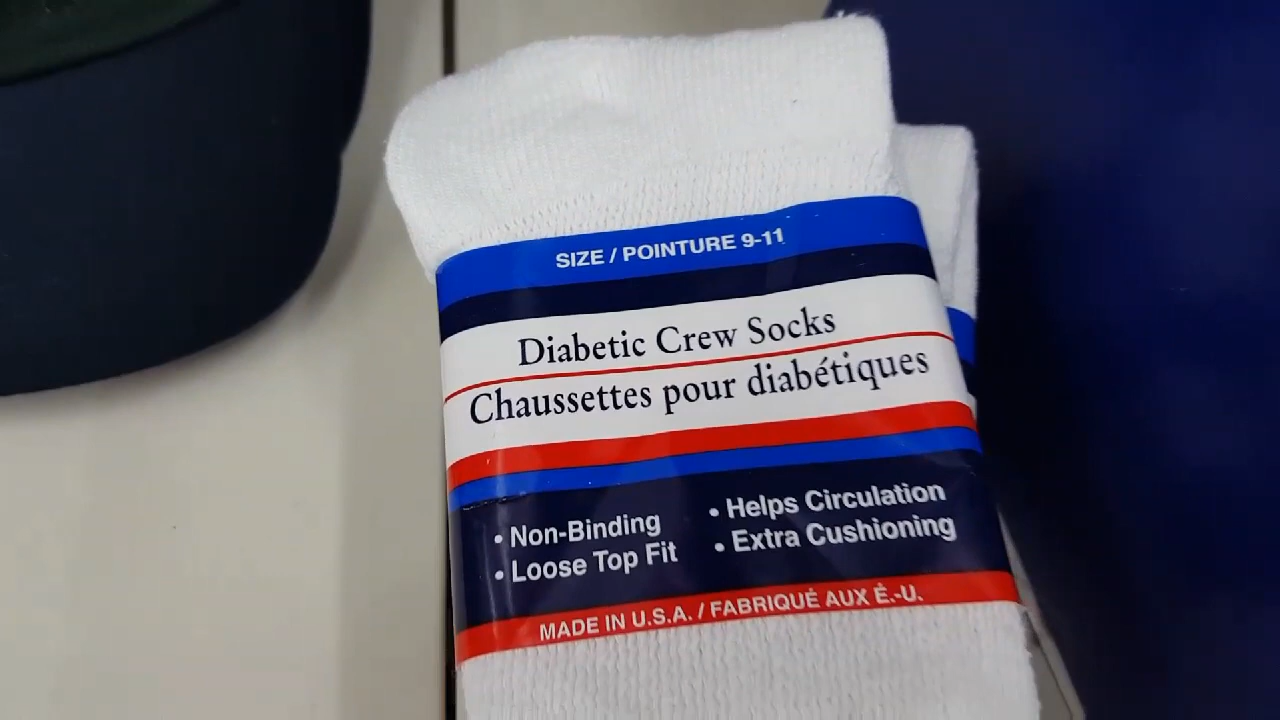 SIZE / POINTURE 9-11
Diabetic Crew Socks
Chaussettes pour diabétiques
• Non-Binding
• Loose Top Fit
• Helps Circulation
• Extra Cushioning
MADE IN U.S.A. / FABRIQUÉ AUX É.-U.